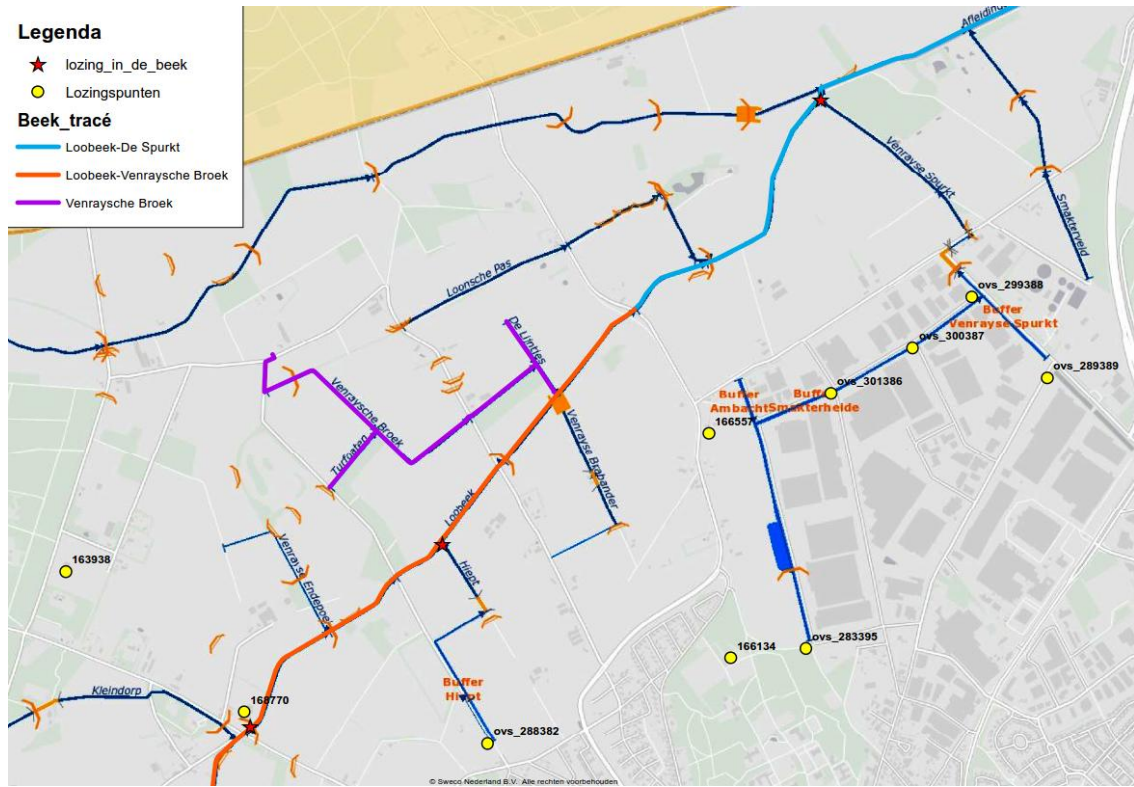 Legenda
lozing_in_de_beek
Lozingspunten
Beek_tracé
Loobeek-De Spurkt
Loobeek-Venraysche Broek
Venraysche Broek
Venrayse Spurkt
Smakterveld
Loonsche Pas
ovs_299388
Buffer
Venrayse Spurkt
De Lijntjes
ovs_300387
ovs_289389
Venraysche Broek
ovs_301386
Buffer
Ambacht
Smakterheide
166557
Turfgaten
Venrayse Brabander
Loobeek
163938
Venrayse Endepoel
Hiept
166134
ovs_283395
Kleindorp
168770
Buffer
Hiept
ovs_288382
© Sweco Nederland B.V. Alle rechten voorbehouden